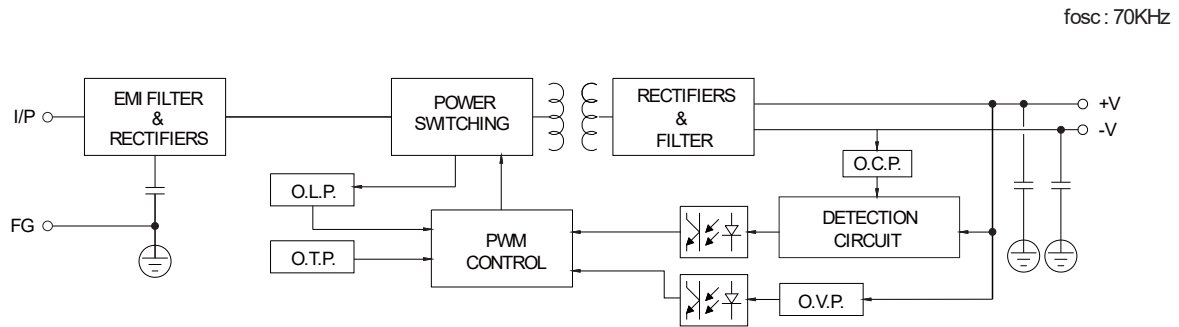 fosc : 70KHz
I/P
EMI FILTER
&
RECTIFIERS
POWER
SWITCHING
RECTIFIERS
&
FILTER
+V
-V
O.C.P.
O.L.P.
FG
PWM
CONTROL
DETECTION
CIRCUIT
O.T.P.
O.V.P.